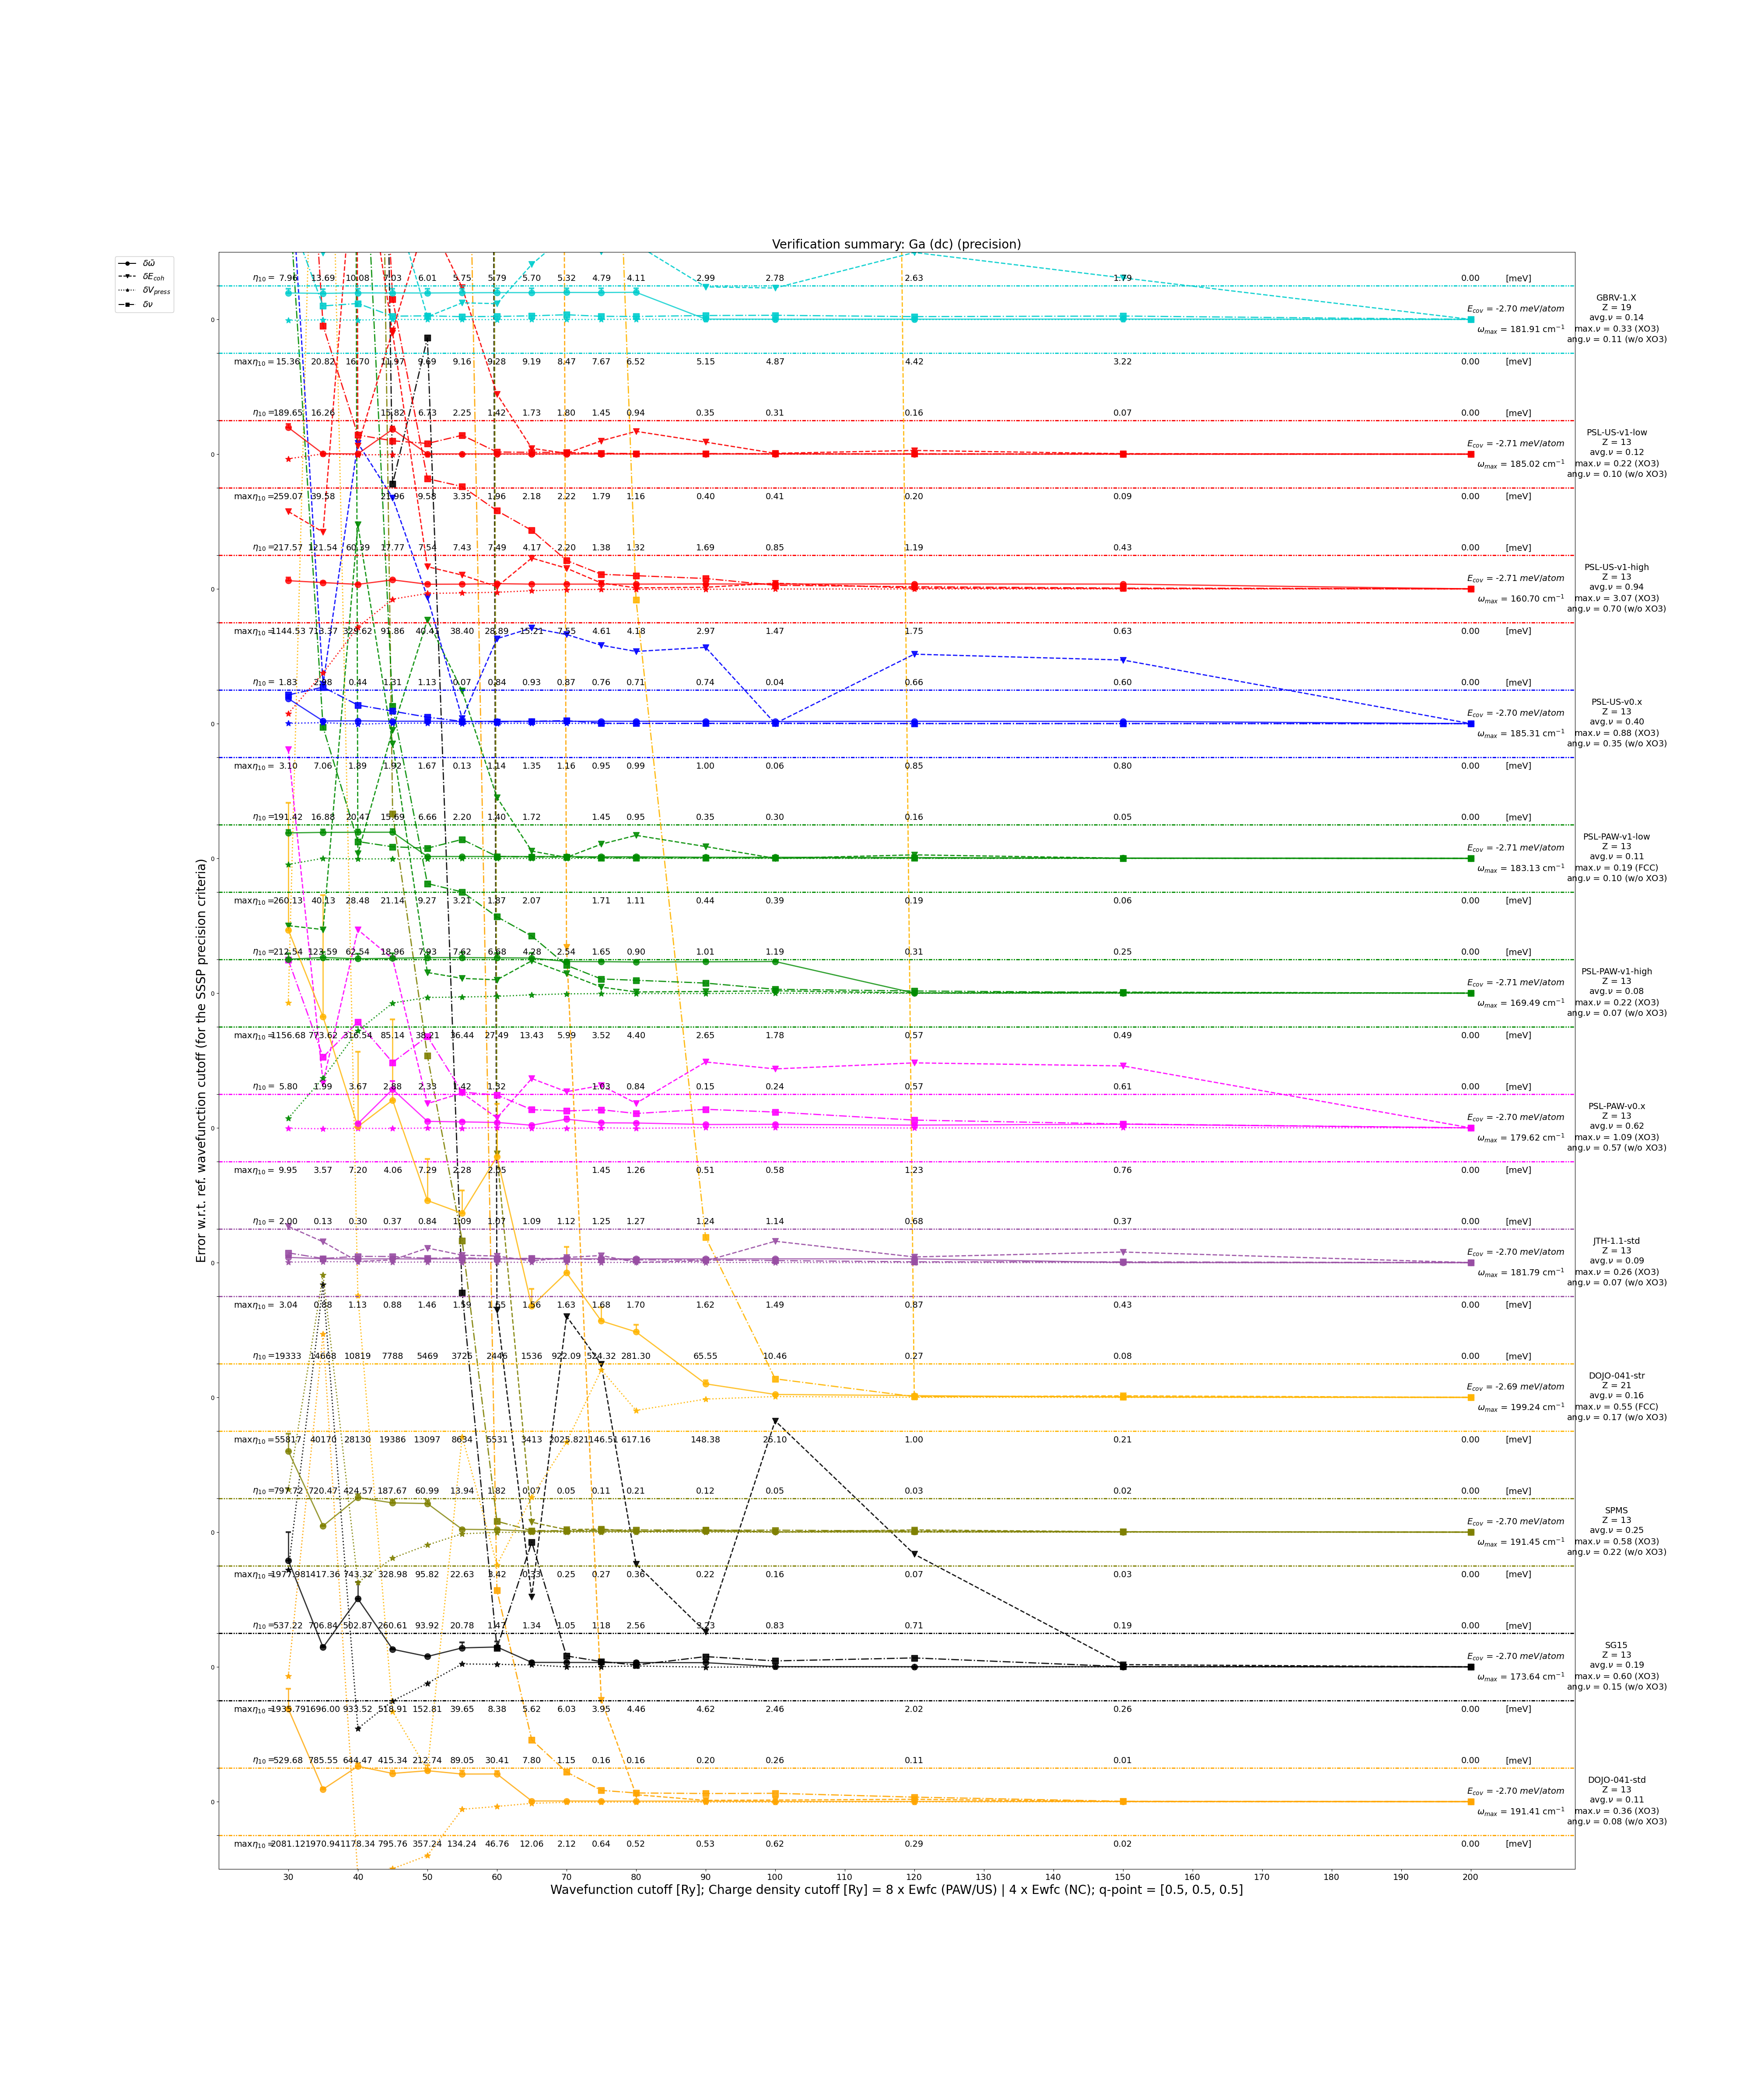 Verification summary: Ga (dc) (precision)
δω̄
δE_coh
δV_press
δν
η₁₀ = 7.96 13.69 10.08 7.03 6.01 5.75 5.79 5.70 5.32 4.79 4.11 2.99 2.78 2.63 1.79 0.00 [meV]
GBRV-1.X
Z = 19
avg.ν = 0.14
max.ν = 0.33 (XO3)
ang.ν = 0.11 (w/o XO3)
0
E_cov = -2.70 meV/atom
ω_max = 181.91 cm⁻¹
maxη₁₀ = 15.36 20.82 16.70 11.97 9.69 9.16 9.28 9.19 8.47 7.67 6.52 5.15 4.87 4.42 3.22 0.00 [meV]
η₁₀ = 189.65 16.26 15.82 6.73 2.25 1.42 1.73 1.80 1.45 0.94 0.35 0.31 0.16 0.07 0.00 [meV]
PSL-US-v1-low
Z = 13
avg.ν = 0.12
max.ν = 0.22 (XO3)
ang.ν = 0.10 (w/o XO3)
0
E_cov = -2.71 meV/atom
ω_max = 185.02 cm⁻¹
maxη₁₀ = 259.07 39.58 21.96 9.58 3.35 1.96 2.18 2.22 1.79 1.16 0.40 0.41 0.20 0.09 0.00 [meV]
η₁₀ = 217.57 121.54 60.39 17.77 7.54 7.43 7.49 4.17 2.20 1.38 1.32 1.69 0.85 1.19 0.43 0.00 [meV]
PSL-US-v1-high
Z = 13
avg.ν = 0.94
max.ν = 3.07 (XO3)
ang.ν = 0.70 (w/o XO3)
0
E_cov = -2.71 meV/atom
ω_max = 160.70 cm⁻¹
maxη₁₀ = 1144.53 713.37 329.62 91.86 40.41 38.40 28.89 15.21 7.55 4.61 4.18 2.97 1.47 1.75 0.63 0.00 [meV]
η₁₀ = 1.83 0.44 1.31 1.13 0.07 0.84 0.93 0.87 0.76 0.71 0.74 0.04 0.66 0.60 0.00 [meV]
PSL-US-v0.x
Z = 13
avg.ν = 0.40
max.ν = 0.88 (XO3)
ang.ν = 0.35 (w/o XO3)
0
E_cov = -2.70 meV/atom
ω_max = 185.31 cm⁻¹
maxη₁₀ = 3.10 7.06 1.39 1.92 1.67 0.13 1.14 1.35 1.16 0.95 0.99 1.00 0.06 0.85 0.80 0.00 [meV]
η₁₀ = 191.42 16.88 20.47 15.69 6.66 2.20 1.40 1.72 1.45 0.95 0.35 0.30 0.16 0.05 0.00 [meV]
PSL-PAW-v1-low
Z = 13
avg.ν = 0.11
max.ν = 0.19 (FCC)
ang.ν = 0.10 (w/o XO3)
0
E_cov = -2.71 meV/atom
ω_max = 183.13 cm⁻¹
maxη₁₀ = 260.13 40.13 28.48 21.14 9.27 3.21 1.87 2.07 1.71 1.11 0.44 0.39 0.19 0.06 0.00 [meV]
η₁₀ = 212.54 123.59 62.54 18.96 7.93 7.62 6.68 4.28 2.54 1.65 0.90 1.01 1.19 0.31 0.25 0.00 [meV]
PSL-PAW-v1-high
Z = 13
avg.ν = 0.08
max.ν = 0.22 (XO3)
ang.ν = 0.07 (w/o XO3)
0
E_cov = -2.71 meV/atom
ω_max = 169.49 cm⁻¹
maxη₁₀ = 1156.68 773.62 316.54 85.14 38.21 36.44 27.49 13.43 5.99 3.52 4.40 2.65 1.78 0.57 0.49 0.00 [meV]
η₁₀ = 5.80 1.99 3.67 2.88 2.33 1.42 1.32 1.03 0.84 0.15 0.24 0.57 0.61 0.00 [meV]
PSL-PAW-v0.x
Z = 13
avg.ν = 0.62
max.ν = 1.09 (XO3)
ang.ν = 0.57 (w/o XO3)
0
E_cov = -2.70 meV/atom
ω_max = 179.62 cm⁻¹
maxη₁₀ = 9.95 3.57 7.20 4.06 7.29 2.28 2.05 1.45 1.26 0.51 0.58 1.23 0.76 0.00 [meV]
η₁₀ = 2.00 0.13 0.30 0.37 0.84 1.09 1.07 1.09 1.12 1.25 1.27 1.24 1.14 0.68 0.37 0.00 [meV]
JTH-1.1-std
Z = 13
avg.ν = 0.09
max.ν = 0.26 (XO3)
ang.ν = 0.07 (w/o XO3)
0
E_cov = -2.70 meV/atom
ω_max = 181.79 cm⁻¹
maxη₁₀ = 3.04 0.88 1.13 0.88 1.46 1.59 1.55 1.56 1.63 1.68 1.70 1.62 1.49 0.87 0.43 0.00 [meV]
η₁₀ = 19333 14668 10819 7788 5469 3726 2446 1536 922.09 524.32 281.30 65.55 10.46 0.27 0.08 0.00 [meV]
DOJO-041-str
Z = 21
avg.ν = 0.16
max.ν = 0.55 (FCC)
ang.ν = 0.17 (w/o XO3)
0
E_cov = -2.69 meV/atom
ω_max = 199.24 cm⁻¹
maxη₁₀ = 55817 40170 28130 19386 13097 8634 5531 3413 2025.82 1146.51 617.16 148.38 26.10 1.00 0.21 0.00 [meV]
η₁₀ = 797.72 720.47 424.57 187.67 60.99 13.94 1.82 0.07 0.05 0.11 0.21 0.12 0.05 0.03 0.02 0.00 [meV]
SPMS
Z = 13
avg.ν = 0.25
max.ν = 0.58 (XO3)
ang.ν = 0.22 (w/o XO3)
0
E_cov = -2.70 meV/atom
ω_max = 191.45 cm⁻¹
maxη₁₀ = 1977.98 1417.36 743.32 328.98 95.82 22.63 3.42 0.33 0.25 0.27 0.36 0.22 0.16 0.07 0.03 0.00 [meV]
η₁₀ = 537.22 706.84 502.87 260.61 93.92 20.78 1.47 1.34 1.05 1.18 2.56 3.23 0.83 0.71 0.19 0.00 [meV]
SG15
Z = 13
avg.ν = 0.19
max.ν = 0.60 (XO3)
ang.ν = 0.15 (w/o XO3)
0
E_cov = -2.70 meV/atom
ω_max = 173.64 cm⁻¹
maxη₁₀ = 1935.79 1696.00 933.52 518.91 152.81 39.65 8.38 5.62 6.03 3.95 4.46 4.62 2.46 2.02 0.26 0.00 [meV]
η₁₀ = 529.68 785.55 644.47 415.34 212.74 89.05 30.41 7.80 1.15 0.16 0.16 0.20 0.26 0.11 0.01 0.00 [meV]
DOJO-041-std
Z = 13
avg.ν = 0.11
max.ν = 0.36 (XO3)
ang.ν = 0.08 (w/o XO3)
0
E_cov = -2.70 meV/atom
ω_max = 191.41 cm⁻¹
maxη₁₀ = 2081.12 1970.94 1178.34 795.76 357.24 134.24 46.76 12.06 2.12 0.64 0.52 0.53 0.62 0.29 0.02 0.00 [meV]
30 40 50 60 70 80 90 100 110 120 130 140 150 160 170 180 190 200
Wavefunction cutoff [Ry]; Charge density cutoff [Ry] = 8 x Ewfc (PAW/US) | 4 x Ewfc (NC); q-point = [0.5, 0.5, 0.5]
Error w.r.t. ref. wavefunction cutoff (for the SSSP precision criteria)